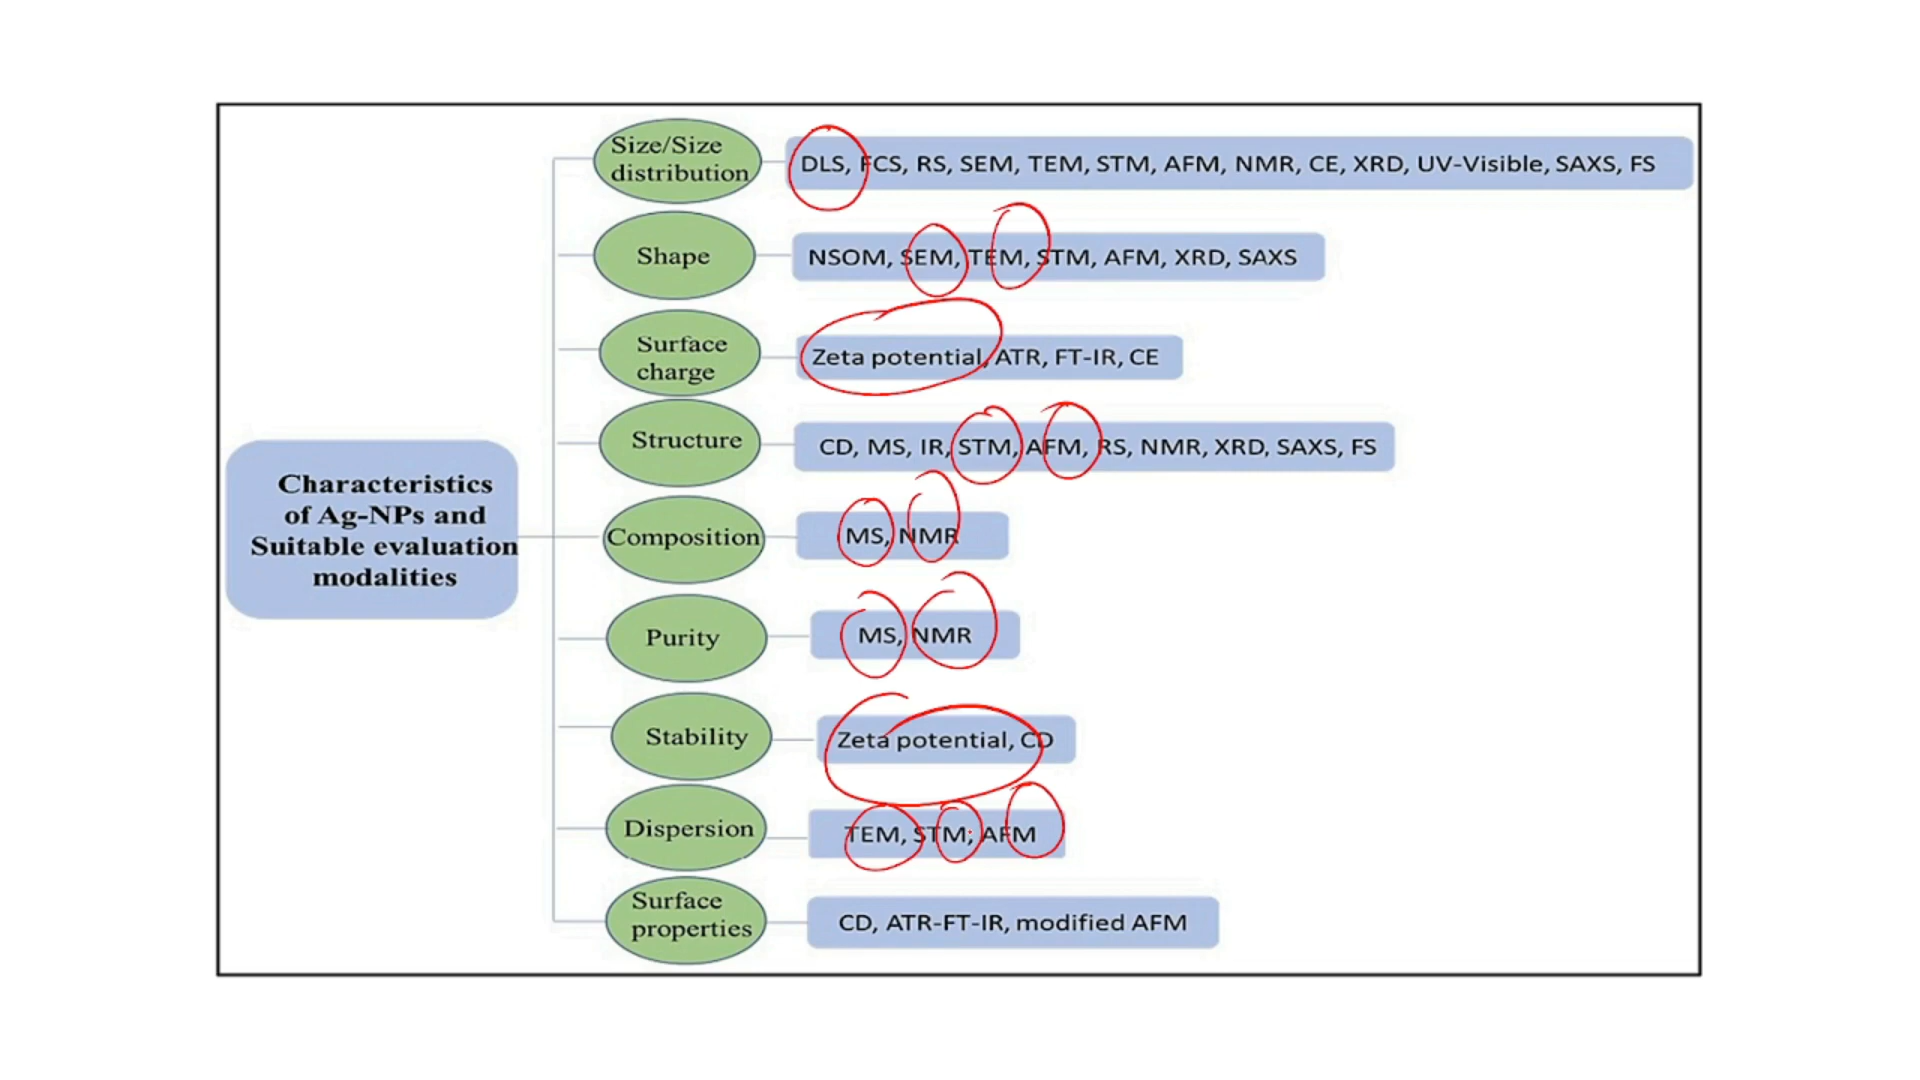 Size/Size
distribution
DLS, FCS, RS, SEM, TEM, STM, AFM, NMR, CE, XRD, UV-Visible, SAXS, FS
Shape
NSOM, SEM, TEM, STM, AFM, XRD, SAXS
Surface
charge
Zeta potential, ATR, FT-IR, CE
Structure
CD, MS, IR, STM, AFM, RS, NMR, XRD, SAXS, FS
Characteristics
of Ag-NPs and
Suitable evaluation
modalities
Composition
MS, NMR
Purity
MS, NMR
Stability
Zeta potential, CD
Dispersion
TEM, STM; AFM
Surface
properties
CD, ATR-FT-IR, modified AFM